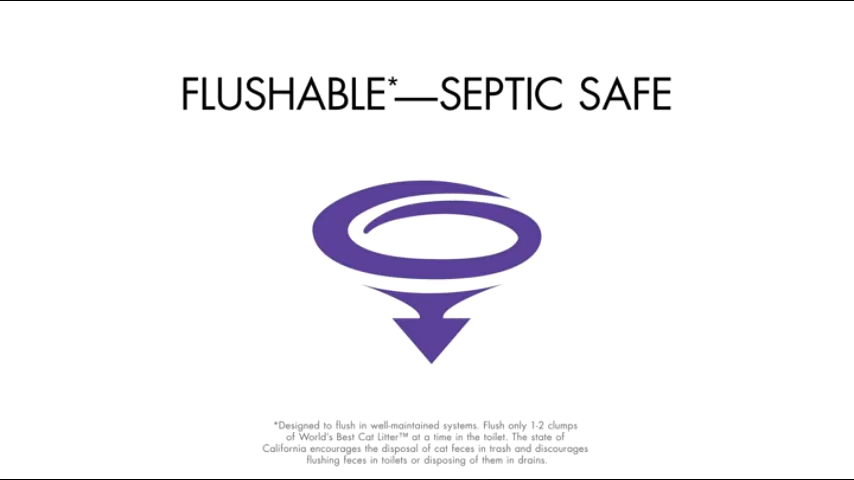 FLUSHABLE*—SEPTIC SAFE
*Designed to flush in well-maintained systems. Flush only 1-2 clumps
of World's Best Cat Litter™ at a time in the toilet. The state of
California encourages the disposal of cat feces in trash and discourages
flushing feces in toilets or disposing of them in drains.